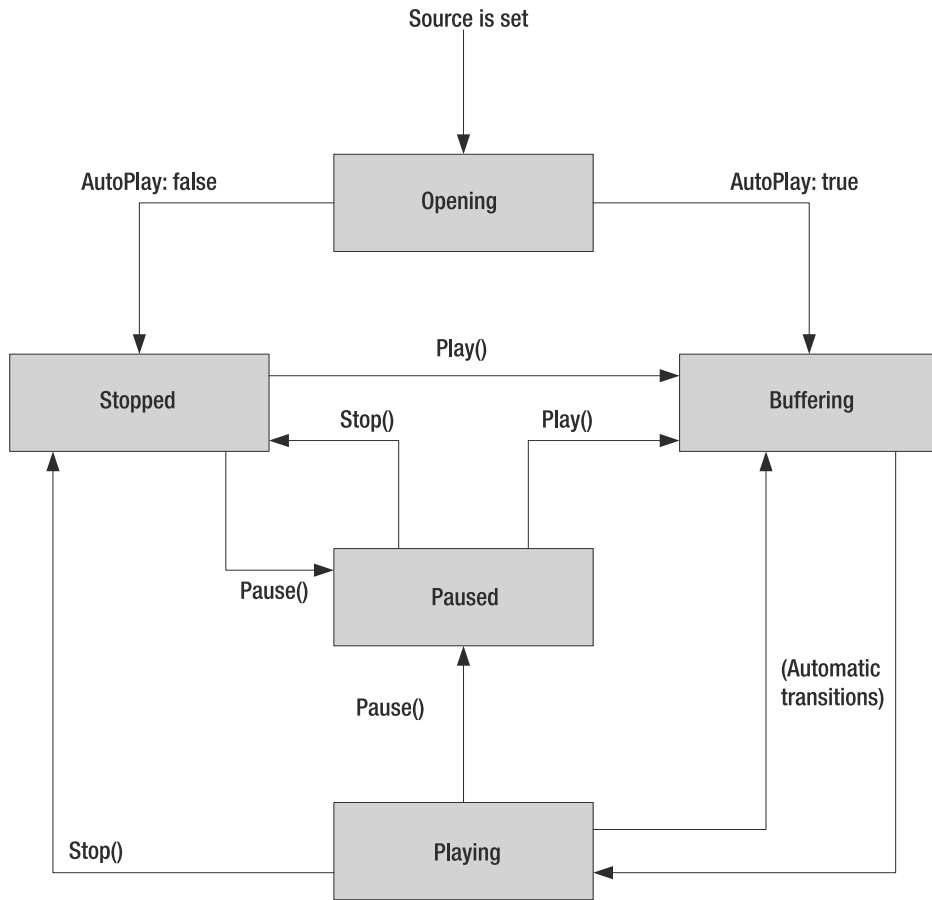 Source is set
AutoPlay: false
AutoPlay: true
Opening
Play()
Stopped
Buffering
Stop()
Play()
Pause()
Paused
(Automatic
transitions)
Pause()
Playing
Stop()